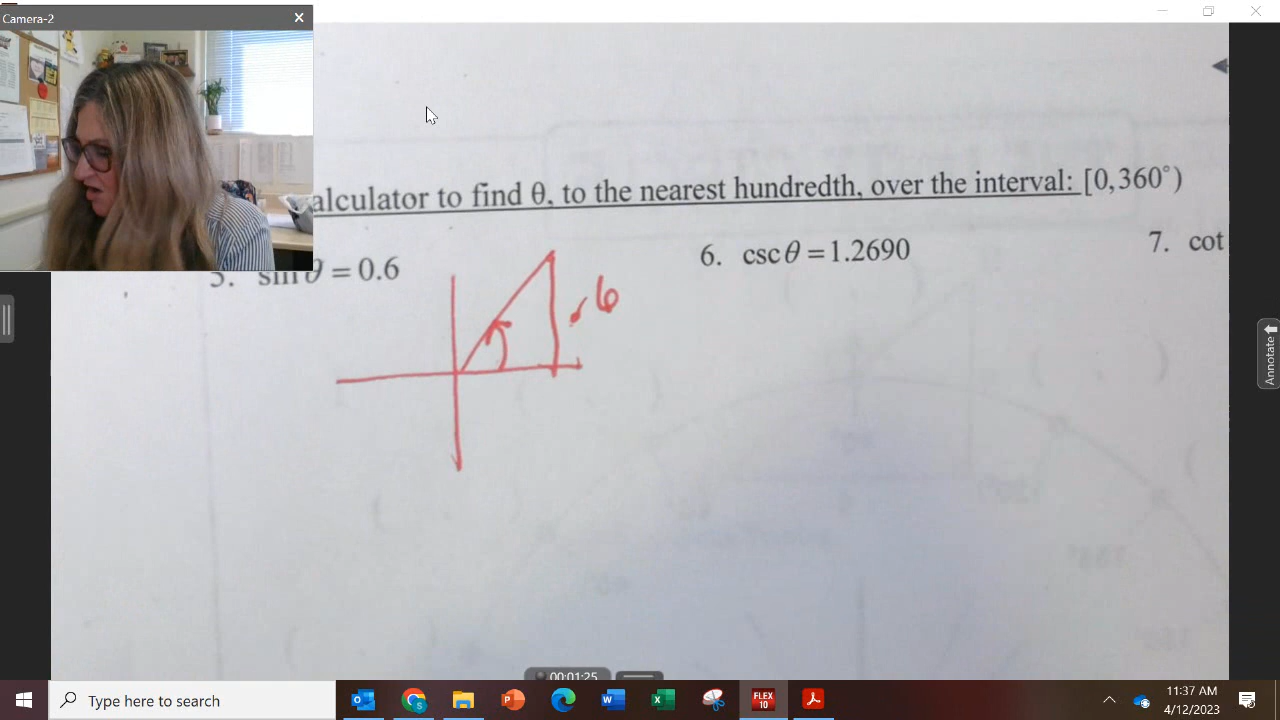 Camera-2
alculator to find θ, to the nearest hundredth, over the interval: [0,360°)
5. sin θ = 0.6
6. csc θ = 1.2690
7. cot
.6
Annotate
00:01:25
Type here to search
FLEX
10
11:37 AM
4/12/2023